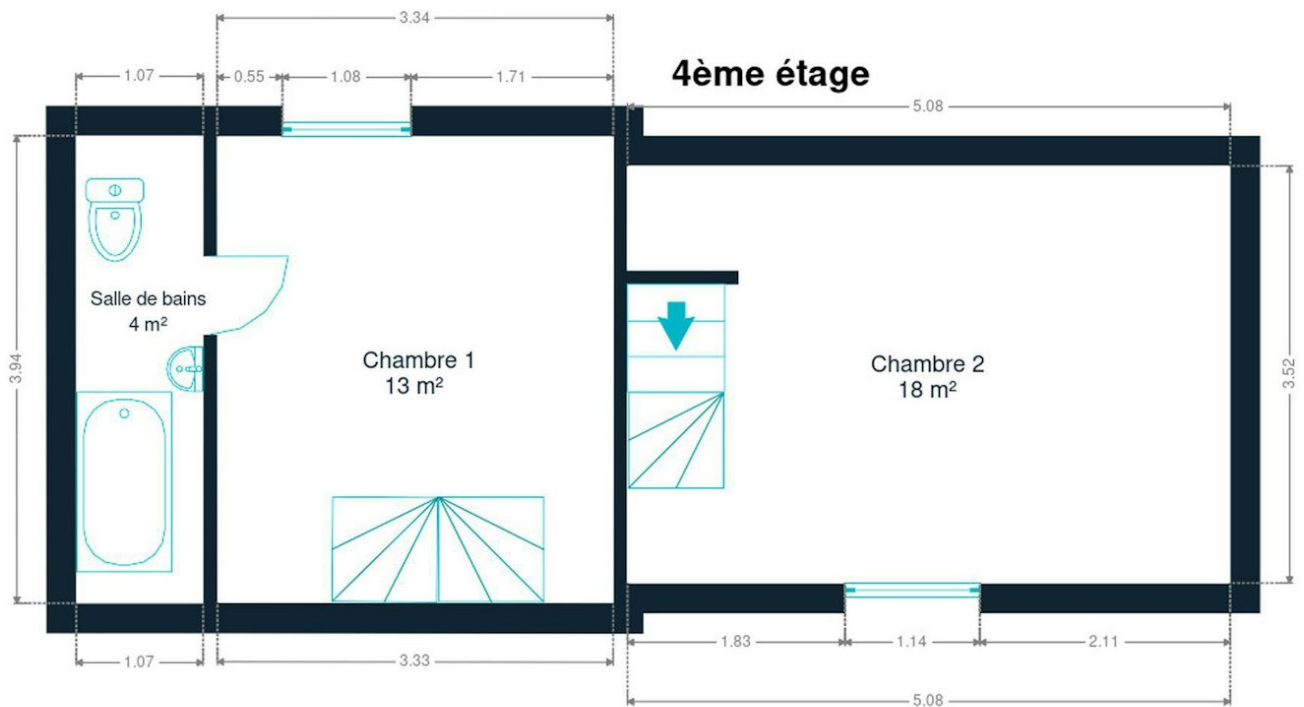 3.34
4ème étage
1.07
0.55
1.08
1.71
5.08
Salle de bains
4 m²
Chambre 1
13 m²
Chambre 2
18 m²
3.94
3.52
1.83
1.14
2.11
1.07
3.33
5.08